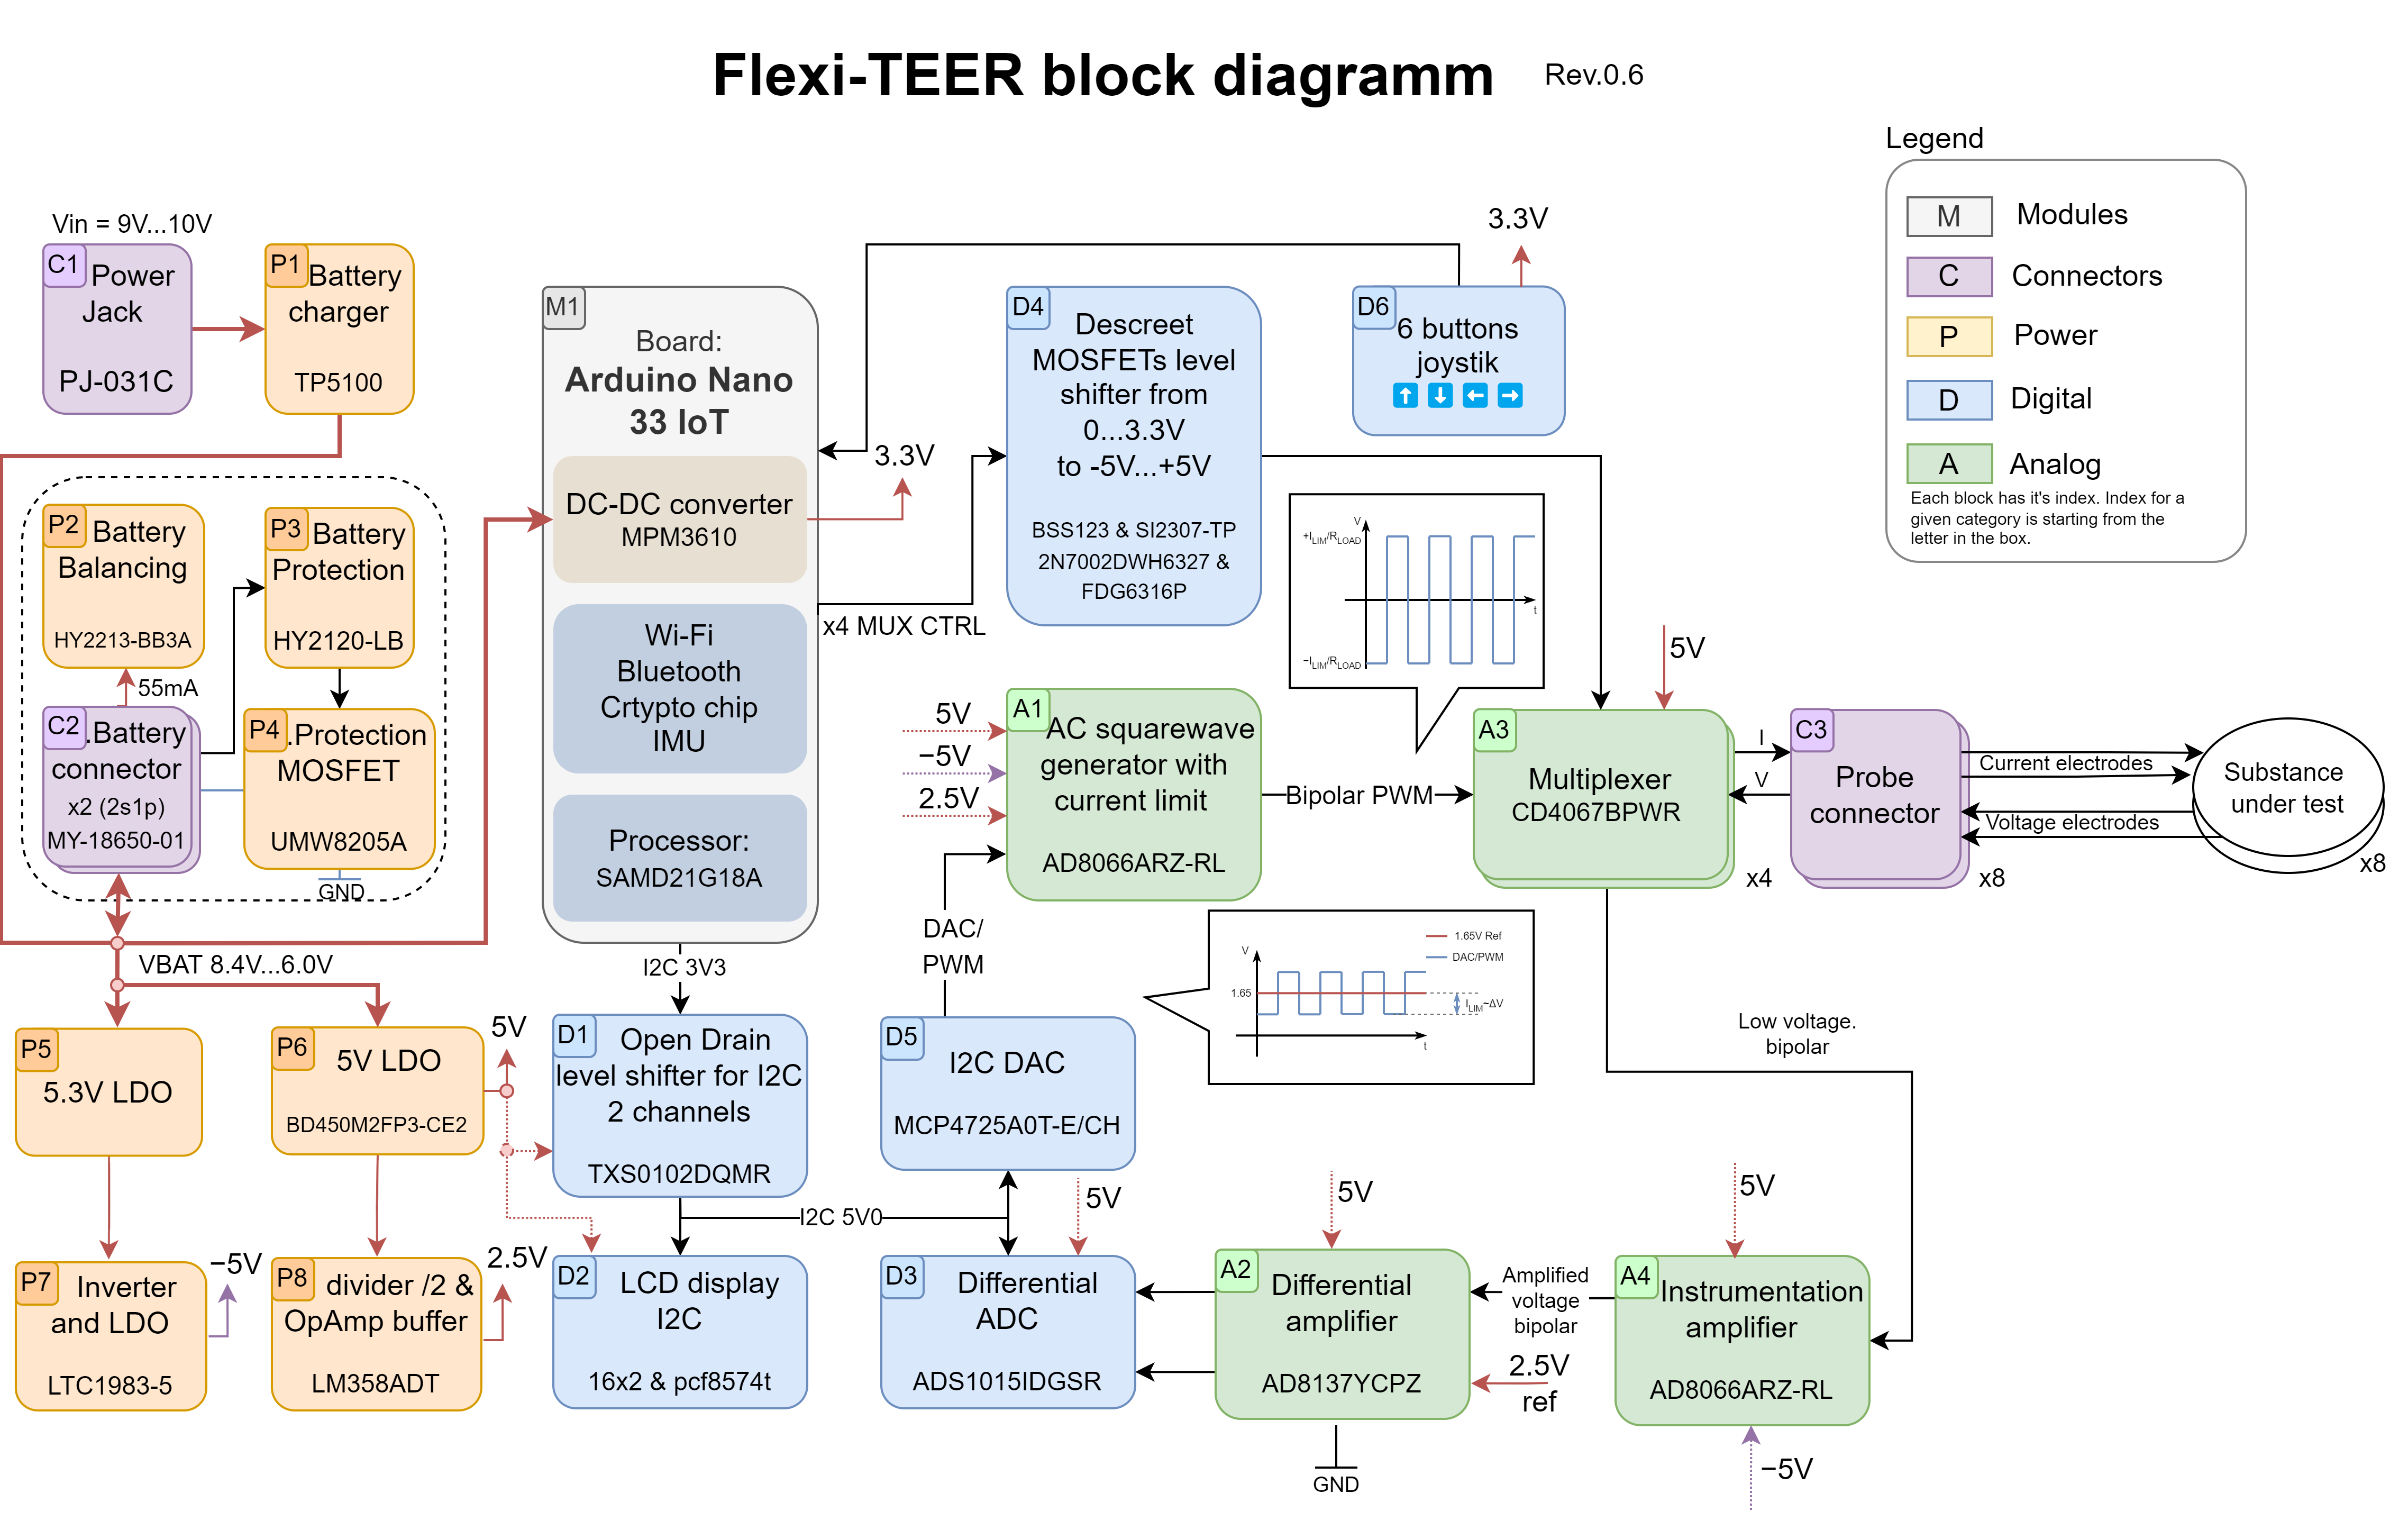 Flexi-TEER block diagramm
Rev.0.6
Legend
M
Modules
C
Connectors
P
Power
D
Digital
A
Analog
Each block has it's index. Index for a
given category is starting from the
letter in the box.
Vin = 9V...10V
C1
Power
Jack
PJ-031C
P1
Battery
charger
TP5100
P2
Battery
Balancing
HY2213-BB3A
P3
Battery
Protection
HY2120-LB
55mA
C2
.Battery
connector
x2 (2s1p)
MY-18650-01
P4
.Protection
MOSFET
UMW8205A
GND
VBAT 8.4V...6.0V
P5
5.3V LDO
P6
5V LDO
BD450M2FP3-CE2
5V
P7
Inverter
and LDO
LTC1983-5
−5V
P8
divider /2 &
OpAmp buffer
LM358ADT
2.5V
M1
Board:
Arduino Nano
33 IoT
DC-DC converter
MPM3610
3.3V
Wi-Fi
Bluetooth
Crtypto chip
IMU
Processor:
SAMD21G18A
x4 MUX CTRL
I2C 3V3
D1
Open Drain
level shifter for I2C
2 channels
TXS0102DQMR
I2C 5V0
D2
LCD display
I2C
16x2 & pcf8574t
D4
Descreet
MOSFETs level
shifter from
0...3.3V
to -5V...+5V
BSS123 & SI2307-TP
2N7002DWH6327 &
FDG6316P
D6
6 buttons
joystik
3.3V
V
+ILIM/RLOAD
t
−ILIM/RLOAD
5V
−5V
2.5V
A1
AC squarewave
generator with
current limit
AD8066ARZ-RL
Bipolar PWM
5V
A3
Multiplexer
CD4067BPWR
x4
I
V
C3
Probe
connector
x8
Current electrodes
Voltage electrodes
Substance
under test
x8
DAC/
PWM
V
1.65V Ref
DAC/PWM
1.65
ILIM~ΔV
t
D5
I2C DAC
MCP4725A0T-E/CH
5V
D3
Differential
ADC
ADS1015IDGSR
5V
A2
Differential
amplifier
AD8137YCPZ
GND
Amplified
voltage
bipolar
2.5V
ref
Low voltage.
bipolar
5V
A4
Instrumentation
amplifier
AD8066ARZ-RL
−5V